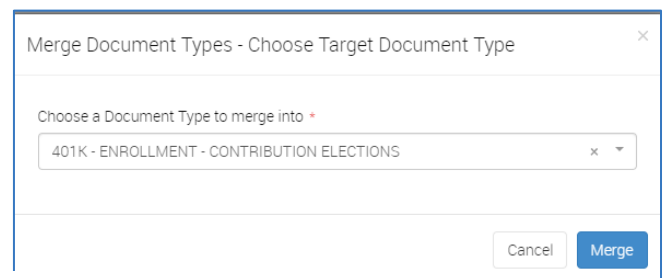 Merge Document Types - Choose Target Document Type ×
Choose a Document Type to merge into *
401K - ENROLLMENT - CONTRIBUTION ELECTIONS ×
Cancel Merge